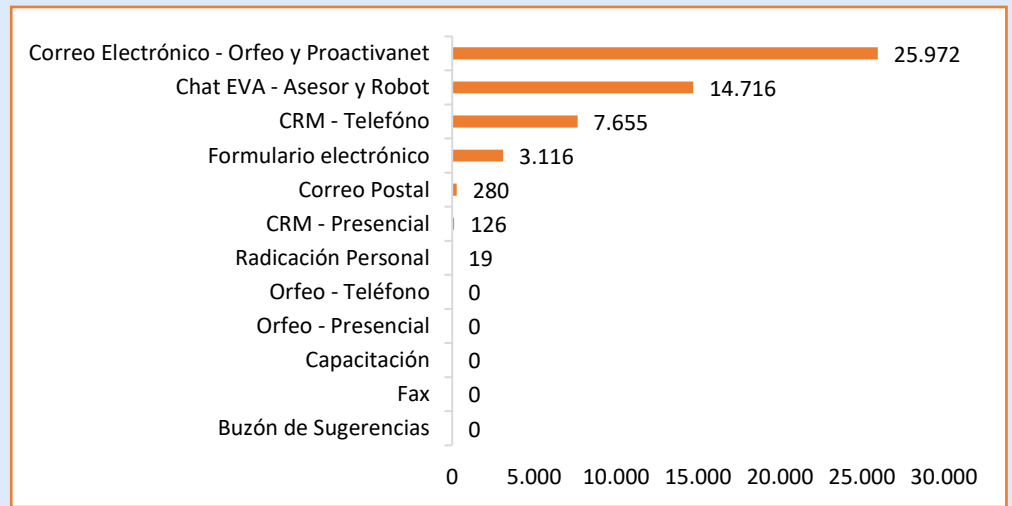 Correo Electrónico - Orfeo y Proactivanet 25.972
Chat EVA - Asesor y Robot 14.716
CRM - Telefóno 7.655
Formulario electrónico 3.116
Correo Postal 280
CRM - Presencial 126
Radicación Personal 19
Orfeo - Teléfono 0
Orfeo - Presencial 0
Capacitación 0
Fax 0
Buzón de Sugerencias 0
0 5.000 10.000 15.000 20.000 25.000 30.000